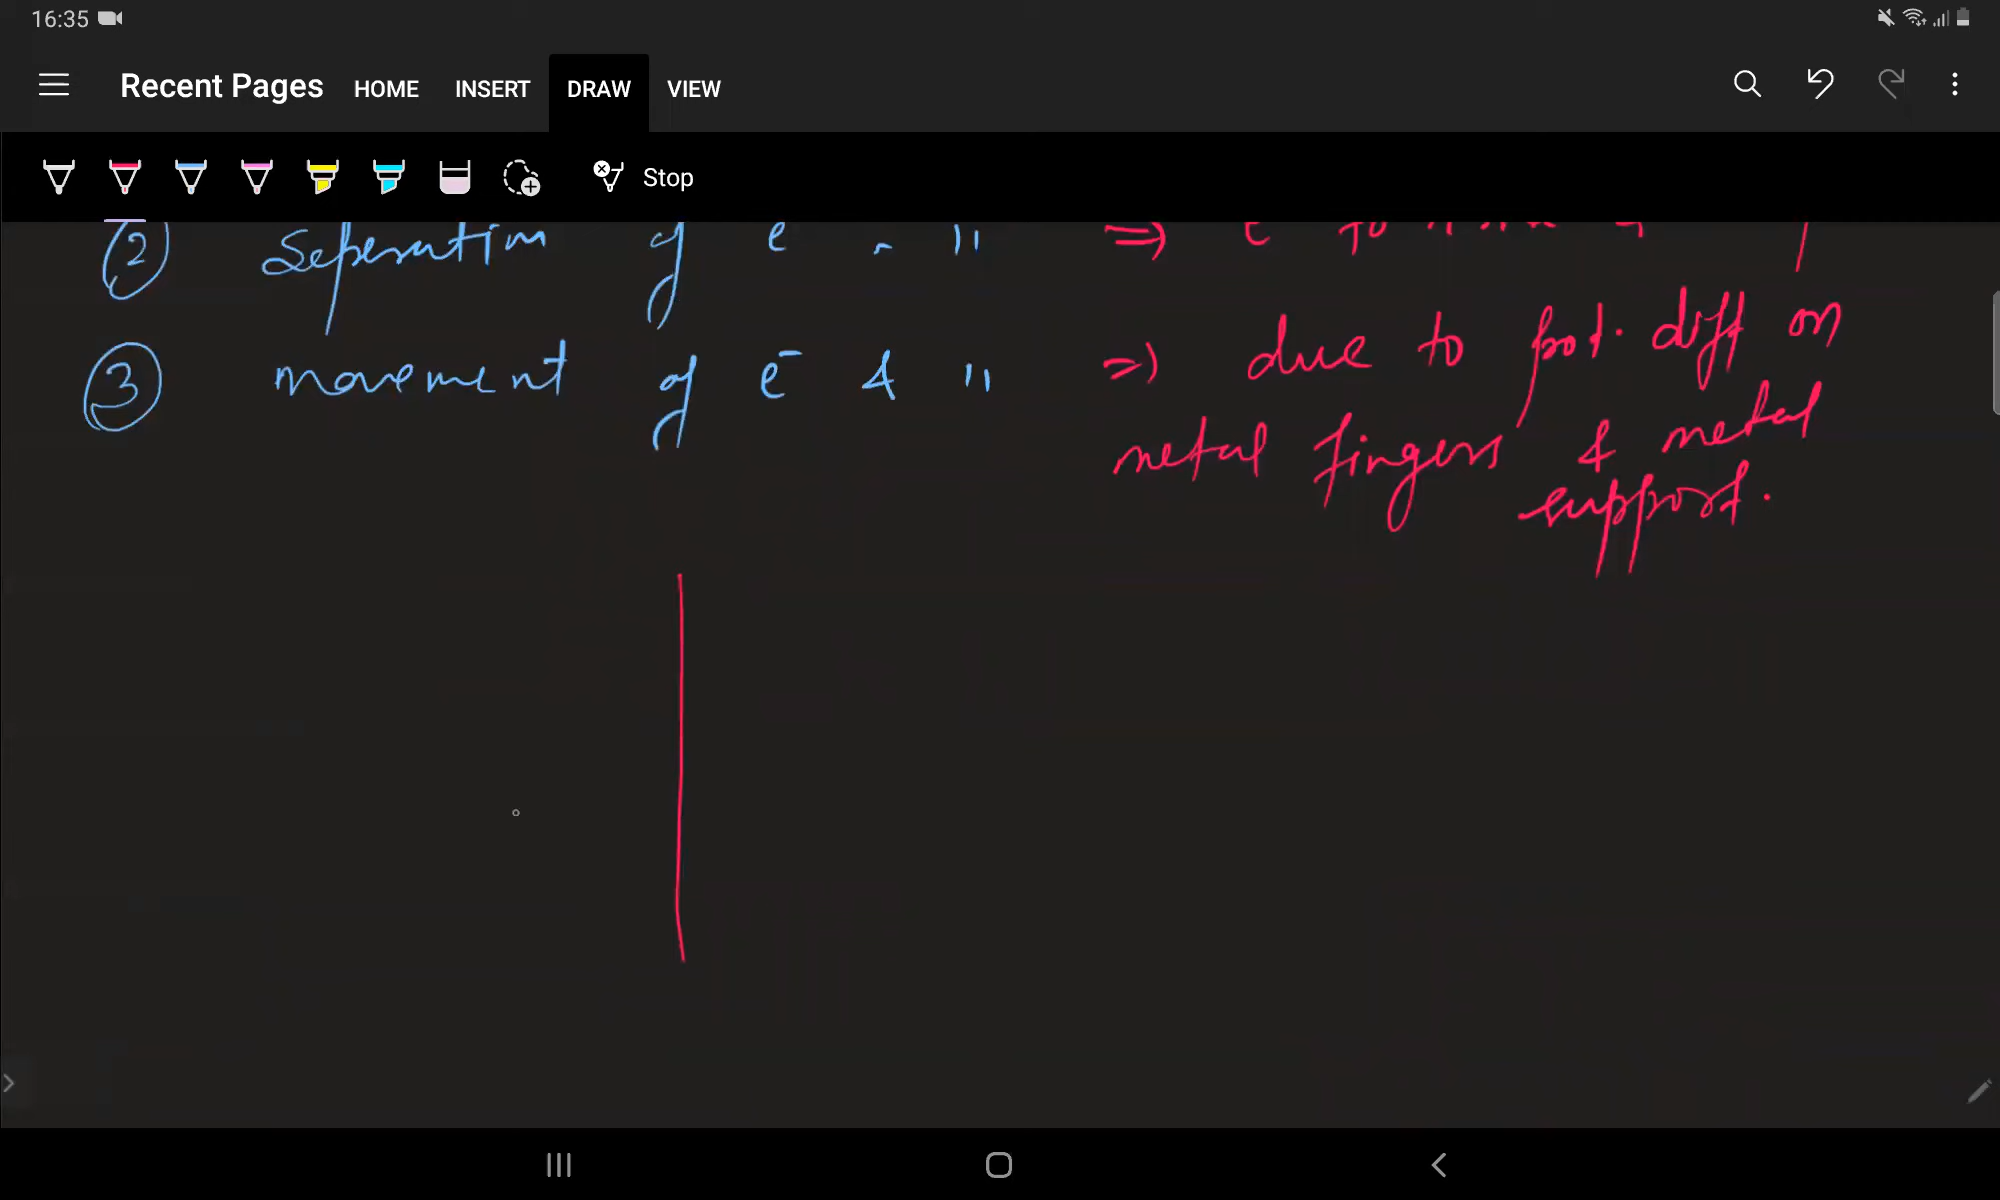 16:35
Recent Pages HOME INSERT DRAW VIEW
Stop
② Seperation of e " ⇒ e to n
③ movement of e⁻ & " ⇒ due to pot. diff on
metal fingers & metal
support.